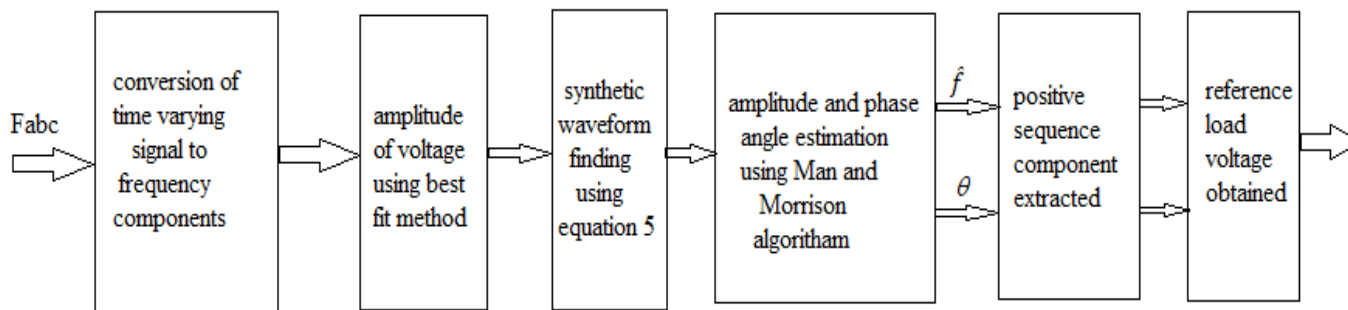 Fabc
conversion of
time varying
signal to
frequency
components
amplitude
of voltage
using best
fit method
synthetic
waveform
finding
using
equation 5
amplitude and phase
angle estimation
using Man and
Morrison
algoritham
f̂
θ
positive
sequence
component
extracted
reference
load
voltage
obtained